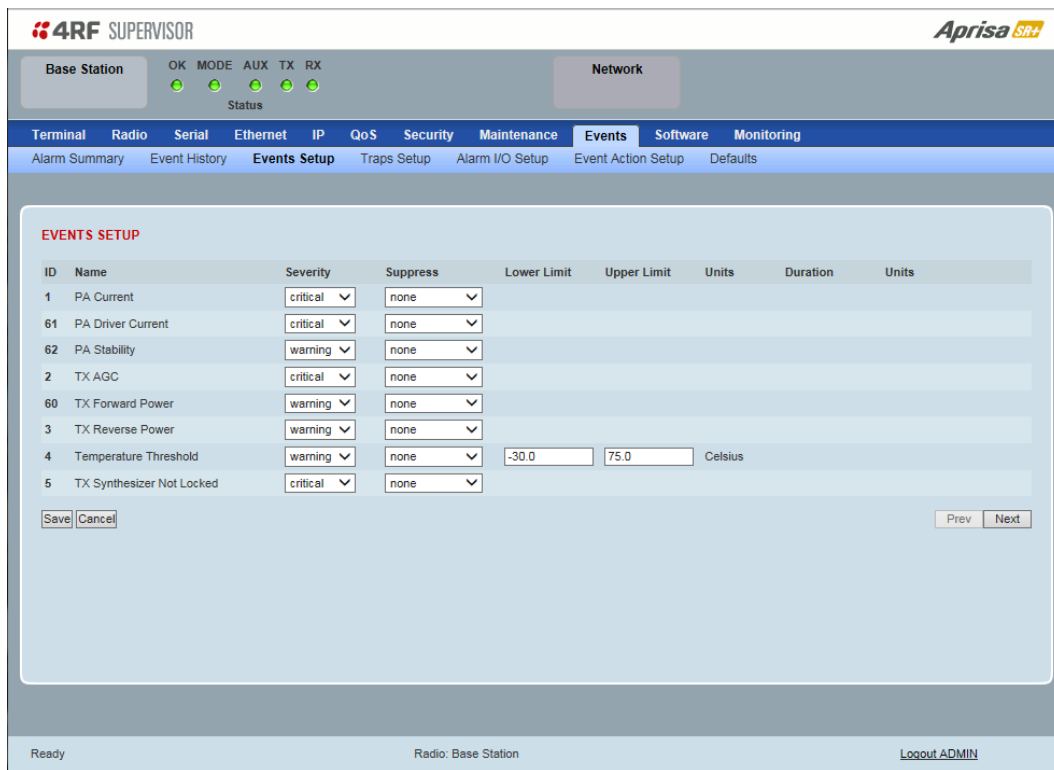 4RF SUPERVISOR
Aprisa SR+
Base Station
OK MODE AUX TX RX
Status
Network
Terminal Radio Serial Ethernet IP QoS Security Maintenance Events Software Monitoring
Alarm Summary Event History Events Setup Traps Setup Alarm I/O Setup Event Action Setup Defaults
EVENTS SETUP
ID Name Severity Suppress Lower Limit Upper Limit Units Duration Units
1 PA Current critical none
61 PA Driver Current critical none
62 PA Stability warning none
2 TX AGC critical none
60 TX Forward Power warning none
3 TX Reverse Power warning none
4 Temperature Threshold warning none -30.0 75.0 Celsius
5 TX Synthesizer Not Locked critical none
Save Cancel Prev Next
Ready Radio: Base Station Logout ADMIN